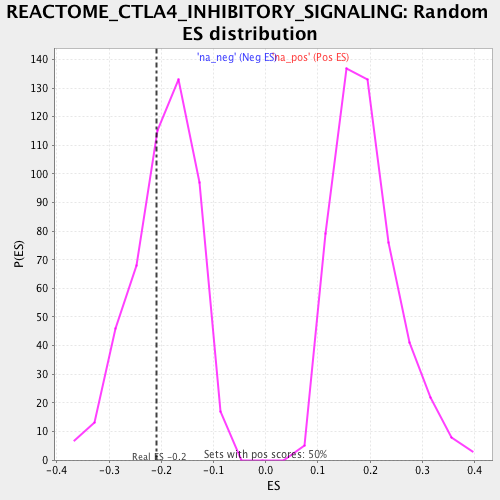 REACTOME_CTLA4_INHIBITORY_SIGNALING: Random
ES distribution
'na_neg' (Neg ES)
'na_pos' (Pos ES)
140
130
120
110
100
90
80
70
60
50
40
30
20
10
0
P(ES)
Real ES -0.2
Sets with pos scores: 50%
-0.4 -0.3 -0.2 -0.1 0.0 0.1 0.2 0.3 0.4
ES